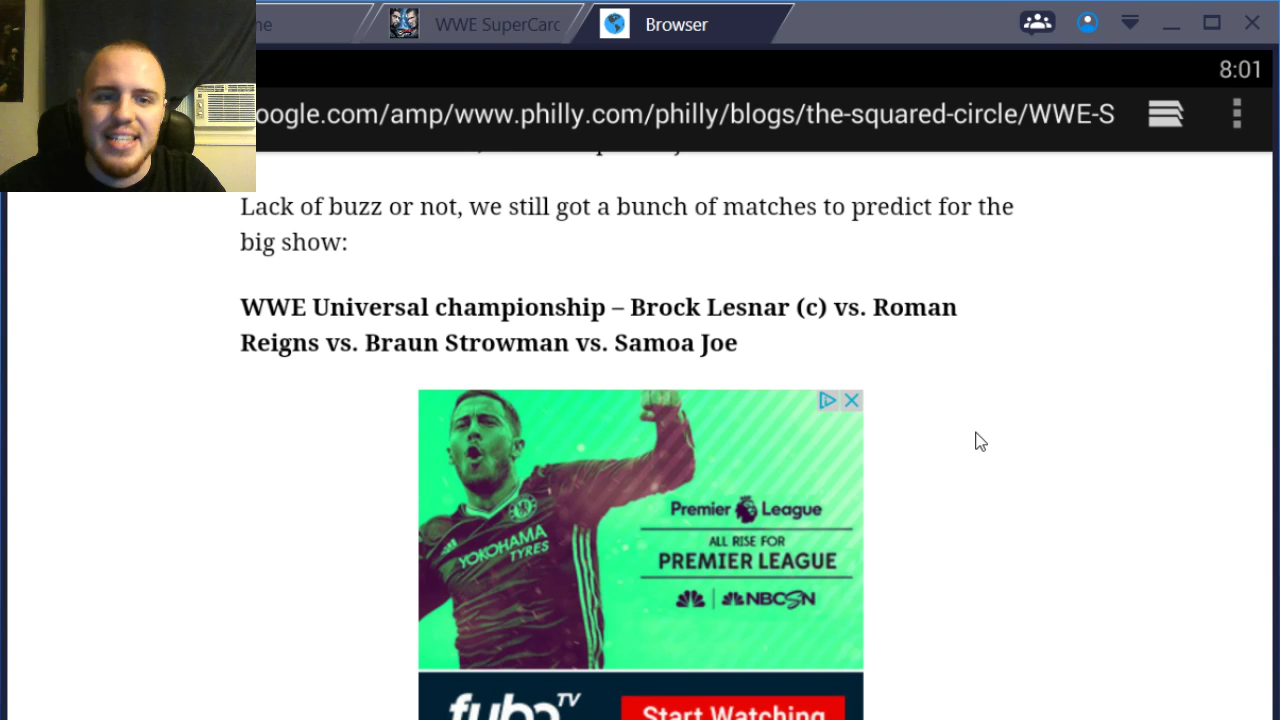 me
WWE SuperCarc
Browser
8:01
oogle.com/amp/www.philly.com/philly/blogs/the-squared-circle/WWE-S
Lack of buzz or not, we still got a bunch of matches to predict for the
big show:
WWE Universal championship – Brock Lesnar (c) vs. Roman
Reigns vs. Braun Strowman vs. Samoa Joe
YOKOHAMA
TYRES
Premier League
ALL RISE FOR
PREMIER LEAGUE
NBCSN
fuboTV
Start Watching